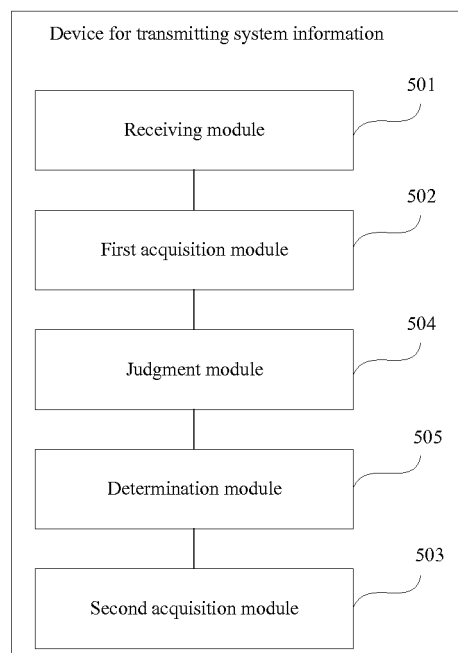 Device for transmitting system information
501
Receiving module
502
First acquisition module
504
Judgment module
505
Determination module
503
Second acquisition module